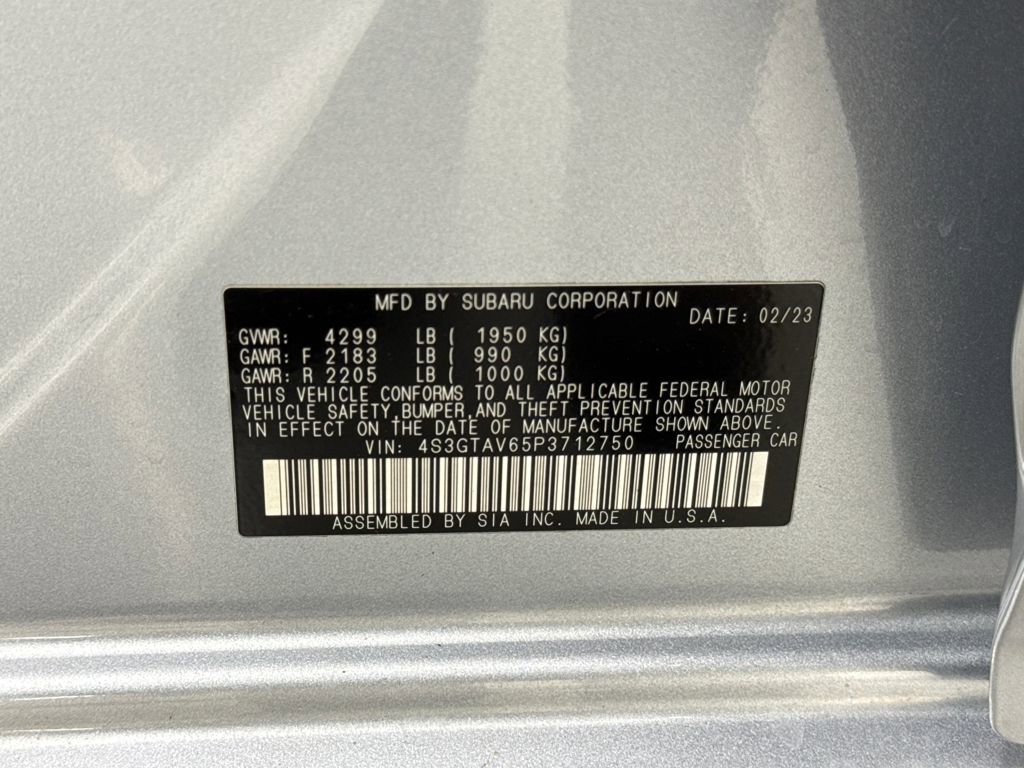 MFD BY SUBARU CORPORATION
DATE: 02/23
GVWR: 4299 LB ( 1950 KG)
GAWR: F 2183 LB ( 990 KG)
GAWR: R 2205 LB ( 1000 KG)
THIS VEHICLE CONFORMS TO ALL APPLICABLE FEDERAL MOTOR
VEHICLE SAFETY,BUMPER,AND THEFT PREVENTION STANDARDS
IN EFFECT ON THE DATE OF MANUFACTURE SHOWN ABOVE.
VIN: 4S3GTAV65P3712750 PASSENGER CAR
ASSEMBLED BY SIA INC. MADE IN U.S.A.